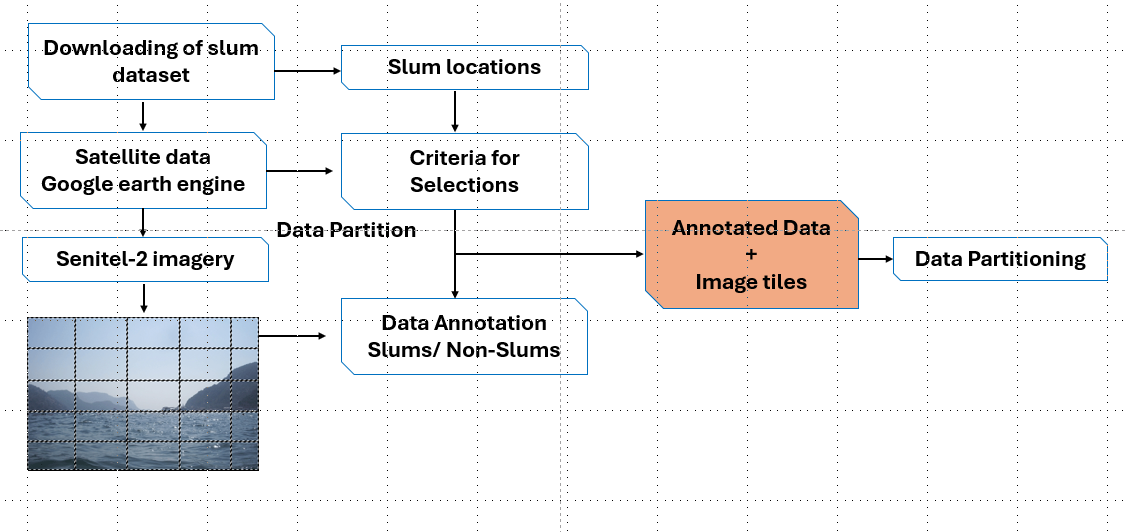 Downloading of slum
dataset
Slum locations
Satellite data
Google earth engine
Criteria for
Selections
Data Partition
Senitel-2 imagery
Annotated Data
+
Image tiles
Data Partitioning
Data Annotation
Slums/ Non-Slums